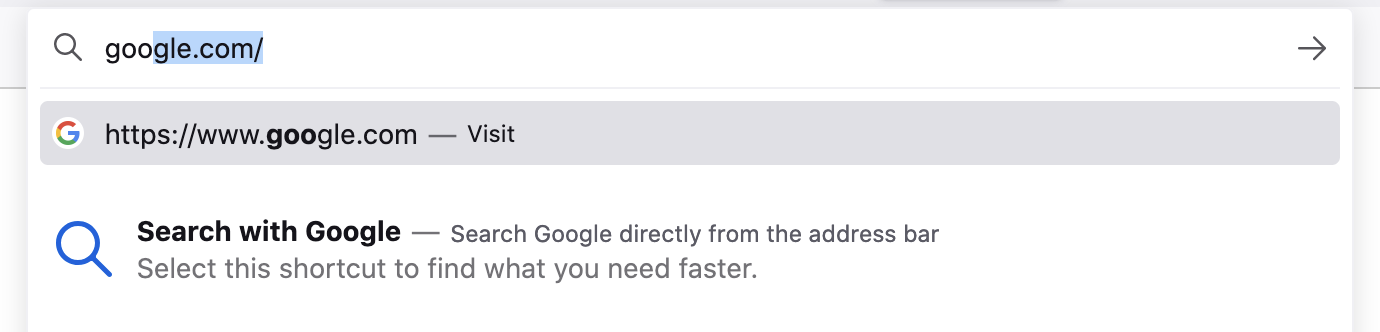 google.com/
https://www.google.com — Visit
Search with Google — Search Google directly from the address bar
Select this shortcut to find what you need faster.